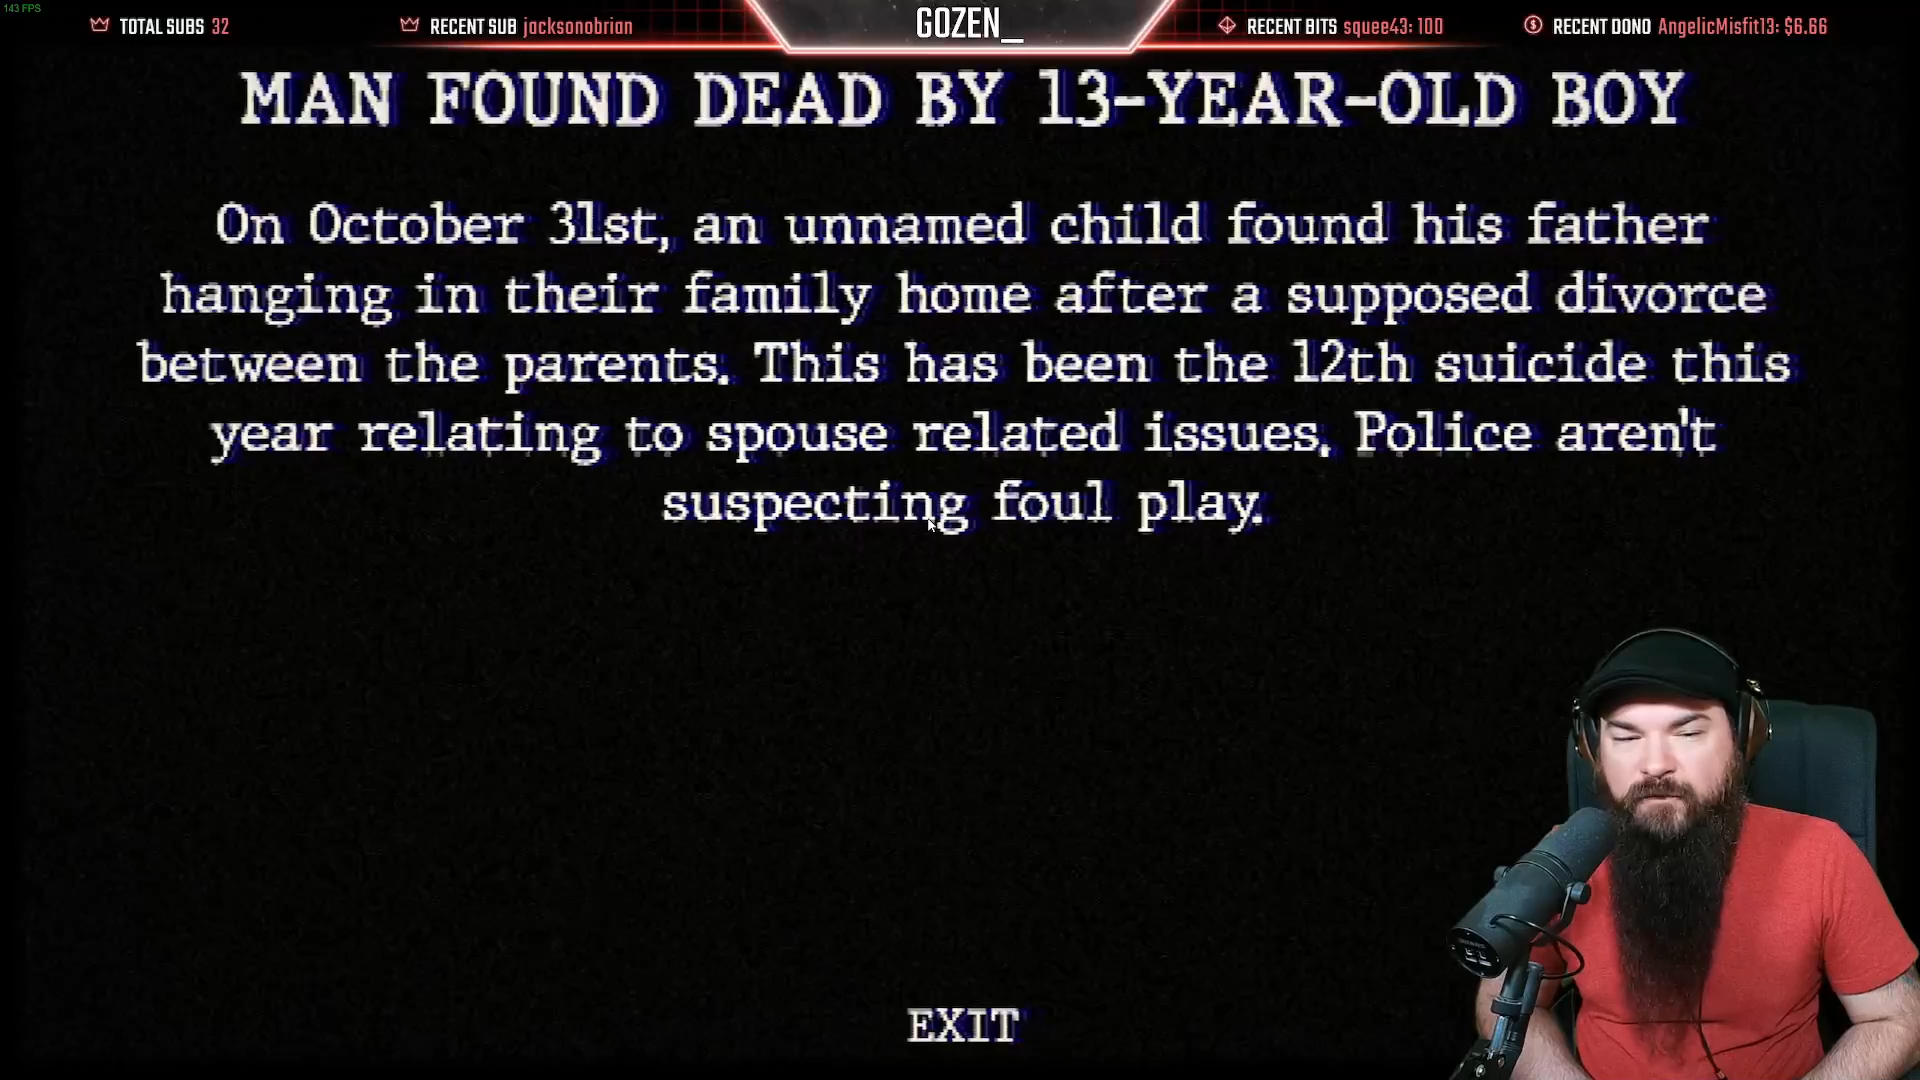 143 FPS
TOTAL SUBS 32
RECENT SUB jacksonobrian
GOZEN_
RECENT BITS squee43: 100
RECENT DONO AngelicMisfit13: $6.66
MAN FOUND DEAD BY 13-YEAR-OLD BOY
On October 31st, an unnamed child found his father
hanging in their family home after a supposed divorce
between the parents. This has been the 12th suicide this
year relating to spouse related issues. Police aren't
suspecting foul play.
EXIT